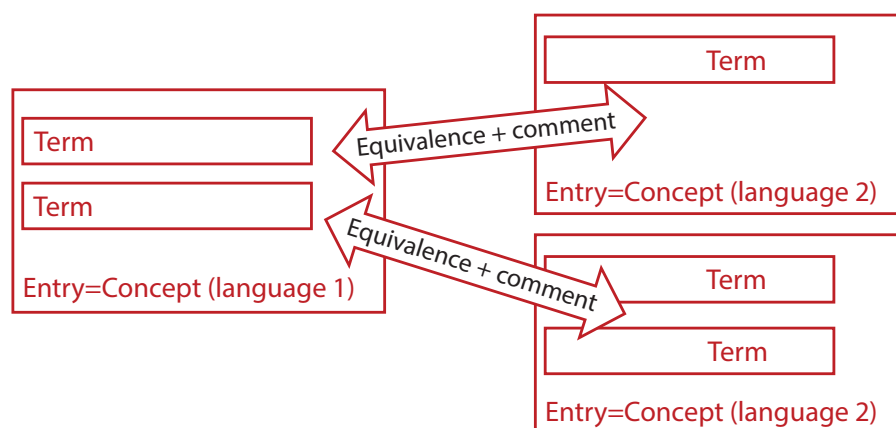 Term
Term
Entry=Concept (language 1)
Equivalence + comment
Equivalence + comment
Term
Entry=Concept (language 2)
Term
Term
Entry=Concept (language 2)